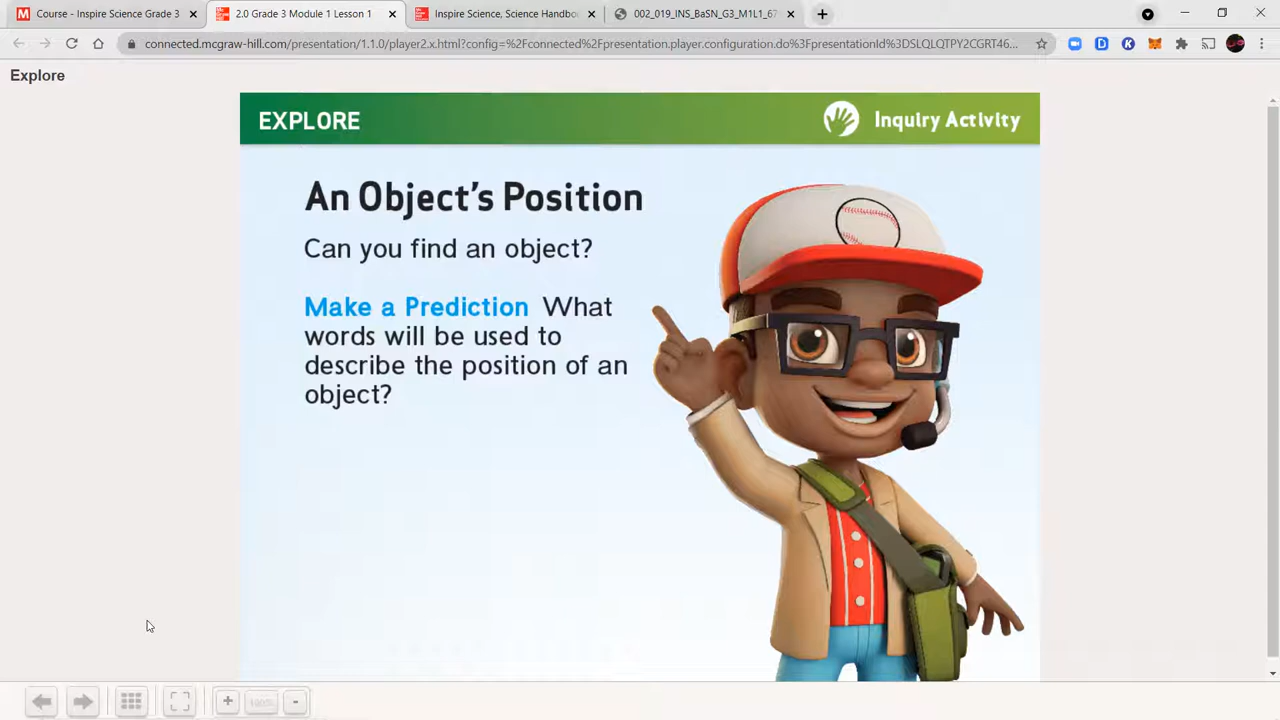 Course - Inspire Science Grade 3
2.0 Grade 3 Module 1 Lesson 1
Inspire Science, Science Handbo
002_019_INS_BaSN_G3_M1L1_67
connected.mcgraw-hill.com/presentation/1.1.0/player2.x.html?config=%2Fconnected%2Fpresentation.player.configuration.do%3FpresentationId%3DSLQLQTPY2CGRT46...
Explore
EXPLORE
Inquiry Activity
An Object's Position
Can you find an object?
Make a Prediction What
words will be used to
describe the position of an
object?